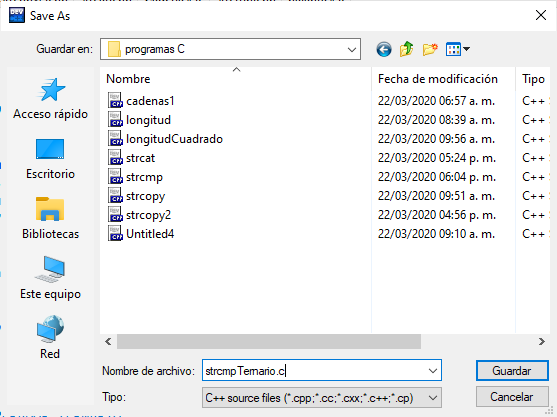 Save As
Guardar en: programas C
Nombre Fecha de modificación Tipo
cadenas1 22/03/2020 06:57 a. m. C++
longitud 22/03/2020 08:39 a. m. C++
longitudCuadrado 22/03/2020 09:56 a. m. C++
strcat 22/03/2020 05:24 p. m. C++
strcmp 22/03/2020 06:04 p. m. C++
strcopy 22/03/2020 09:51 a. m. C++
strcopy2 22/03/2020 04:56 p. m. C++
Untitled4 22/03/2020 09:10 a. m. C++
Acceso rápido
Escritorio
Bibliotecas
Este equipo
Red
Nombre de archivo: strcmpTernario.c Guardar
Tipo: C++ source files (*.cpp;*.cc;*.cxx;*.c++;*.cp) Cancelar